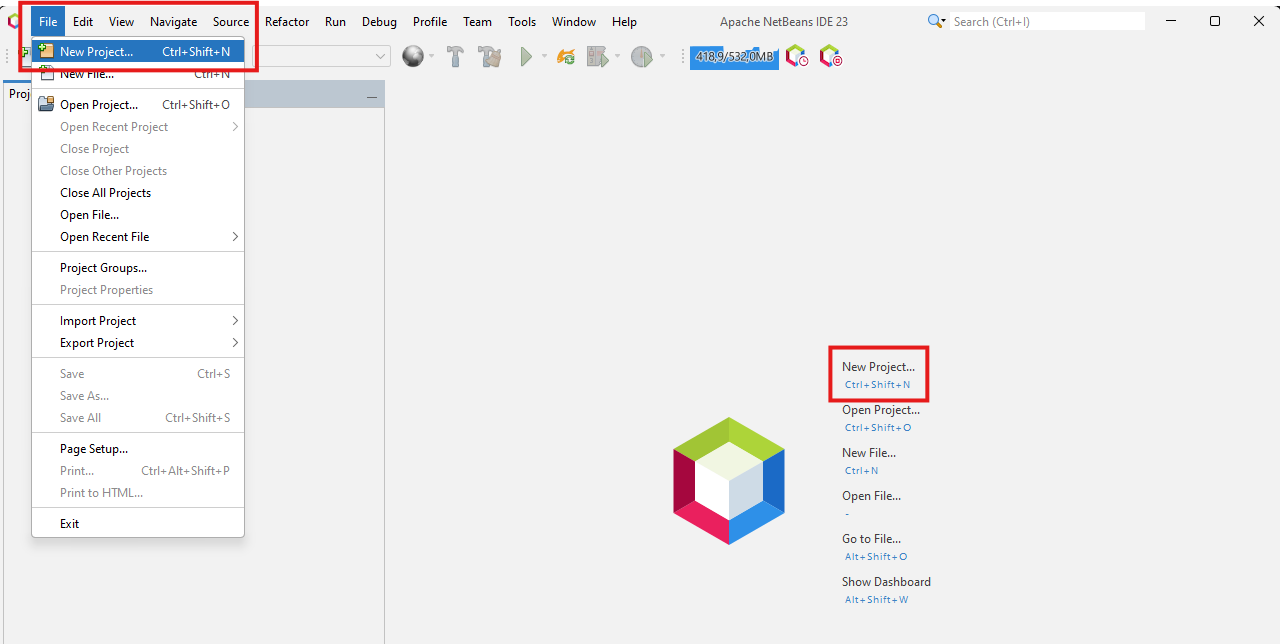 File Edit View Navigate Source Refactor Run Debug Profile Team Tools Window Help Apache NetBeans IDE 23 Search (Ctrl+I)
New Project... Ctrl+Shift+N
418,9/532,0MB
New File... Ctrl+N
Open Project... Ctrl+Shift+O
Open Recent Project
Close Project
Close Other Projects
Close All Projects
Open File...
Open Recent File
Project Groups...
Project Properties
Import Project
Export Project
Save Ctrl+S
Save As...
Save All Ctrl+Shift+S
Page Setup...
Print... Ctrl+Alt+Shift+P
Print to HTML...
Exit
New Project...
Ctrl+Shift+N
Open Project...
Ctrl+Shift+O
New File...
Ctrl+N
Open File...
-
Go to File...
Alt+Shift+O
Show Dashboard
Alt+Shift+W